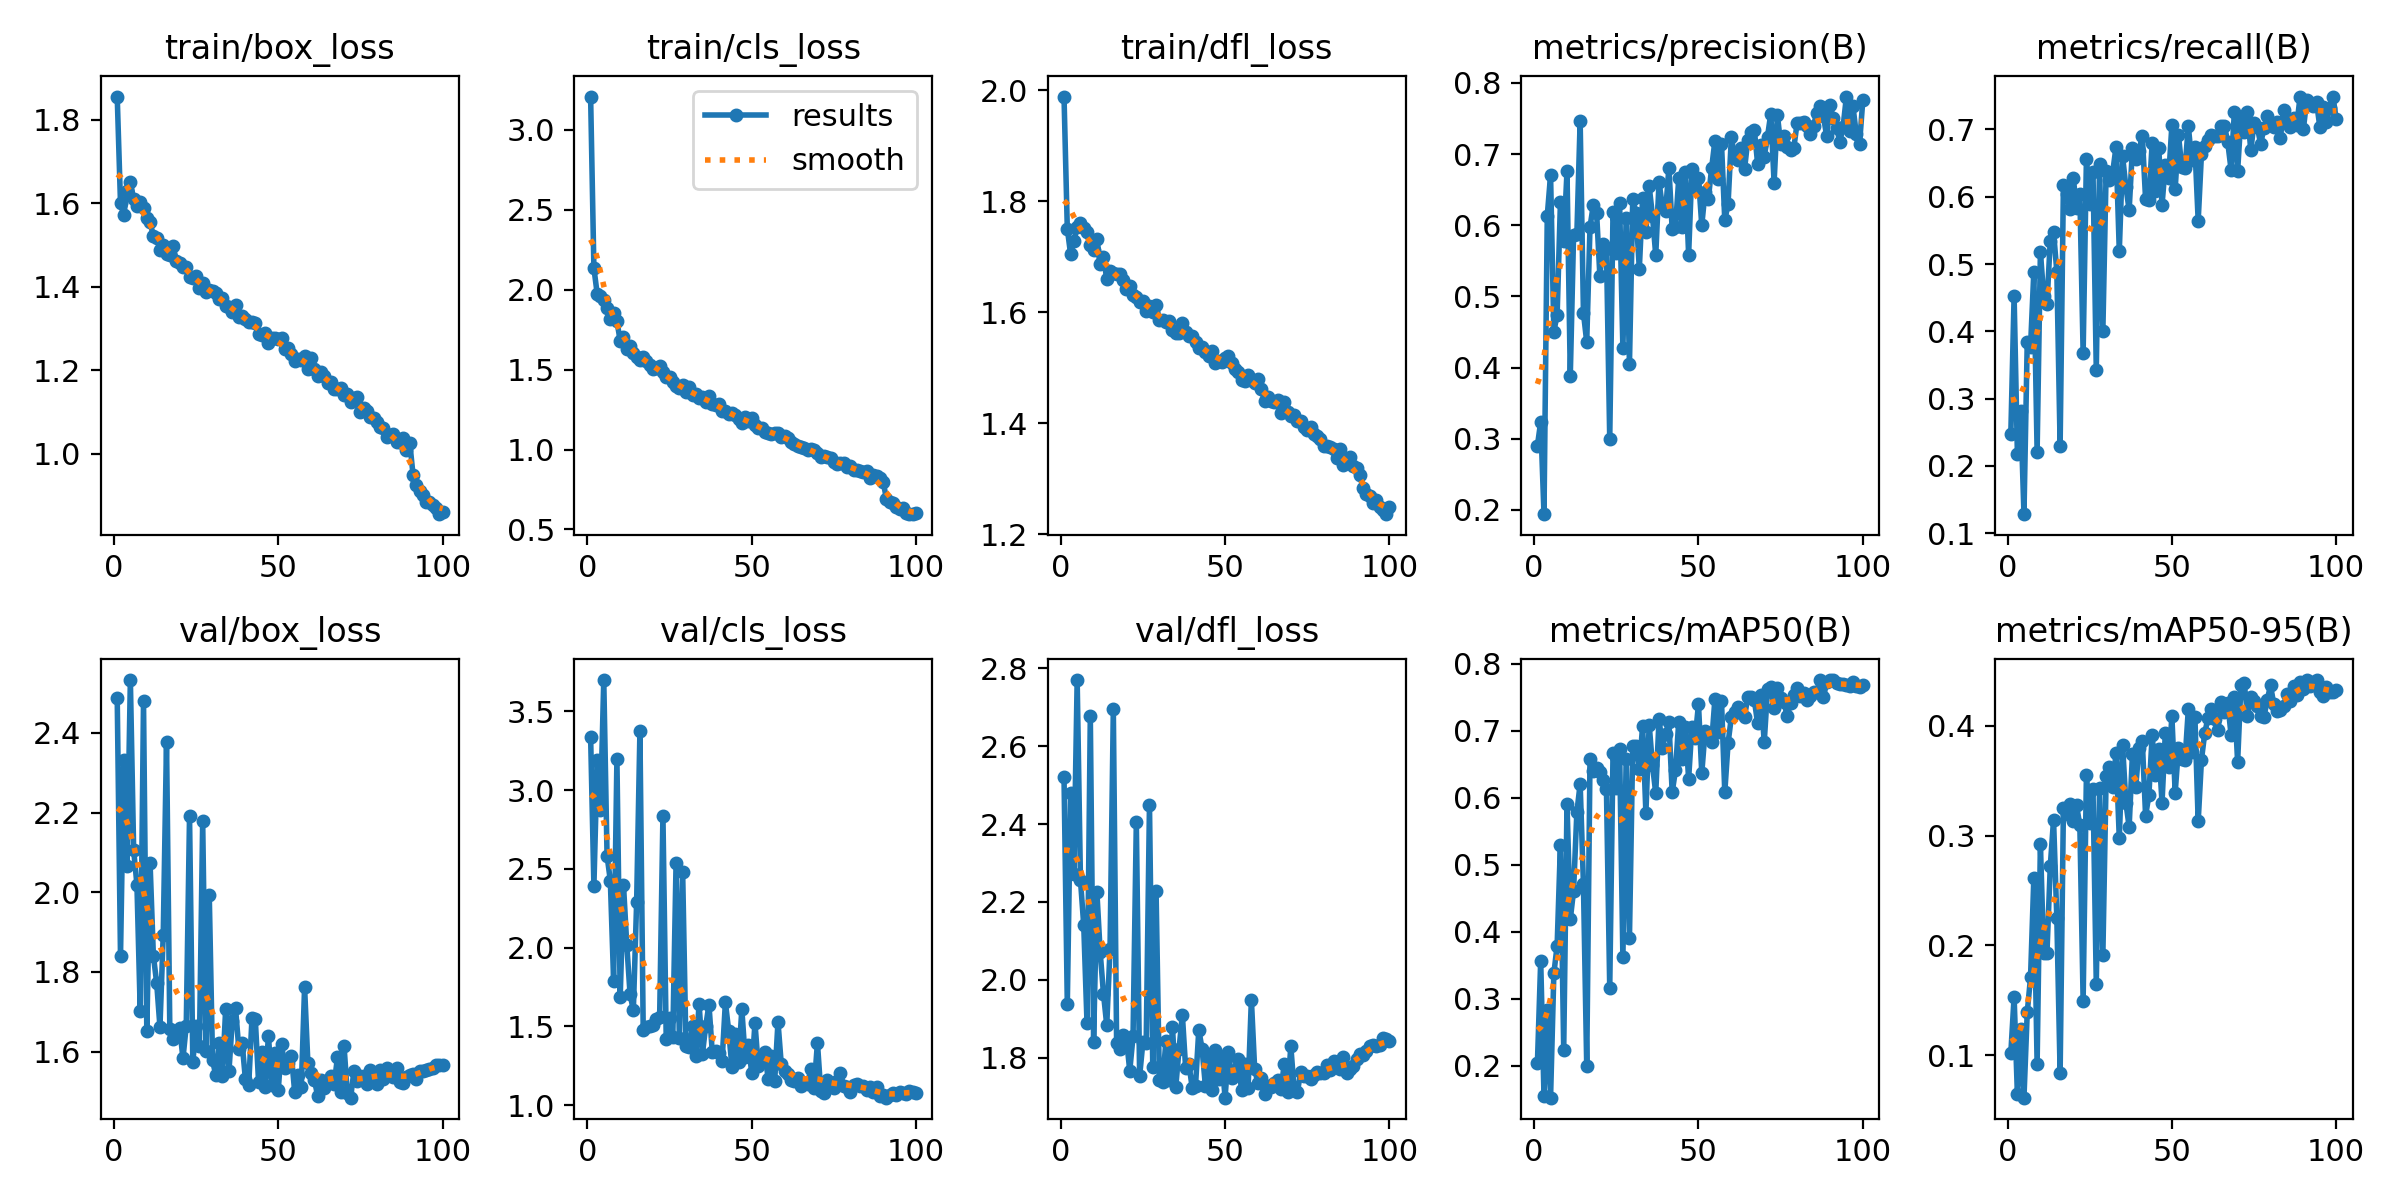 train/box_loss
train/cls_loss
train/dfl_loss
metrics/precision(B)
metrics/recall(B)
1.8
1.6
1.4
1.2
1.0
0 50 100
results
smooth
3.0
2.5
2.0
1.5
1.0
0.5
0 50 100
2.0
1.8
1.6
1.4
1.2
0 50 100
0.8
0.7
0.6
0.5
0.4
0.3
0.2
0 50 100
0.7
0.6
0.5
0.4
0.3
0.2
0.1
0 50 100
val/box_loss
val/cls_loss
val/dfl_loss
metrics/mAP50(B)
metrics/mAP50-95(B)
2.4
2.2
2.0
1.8
1.6
0 50 100
3.5
3.0
2.5
2.0
1.5
1.0
0 50 100
2.8
2.6
2.4
2.2
2.0
1.8
0 50 100
0.8
0.7
0.6
0.5
0.4
0.3
0.2
0 50 100
0.4
0.3
0.2
0.1
0 50 100